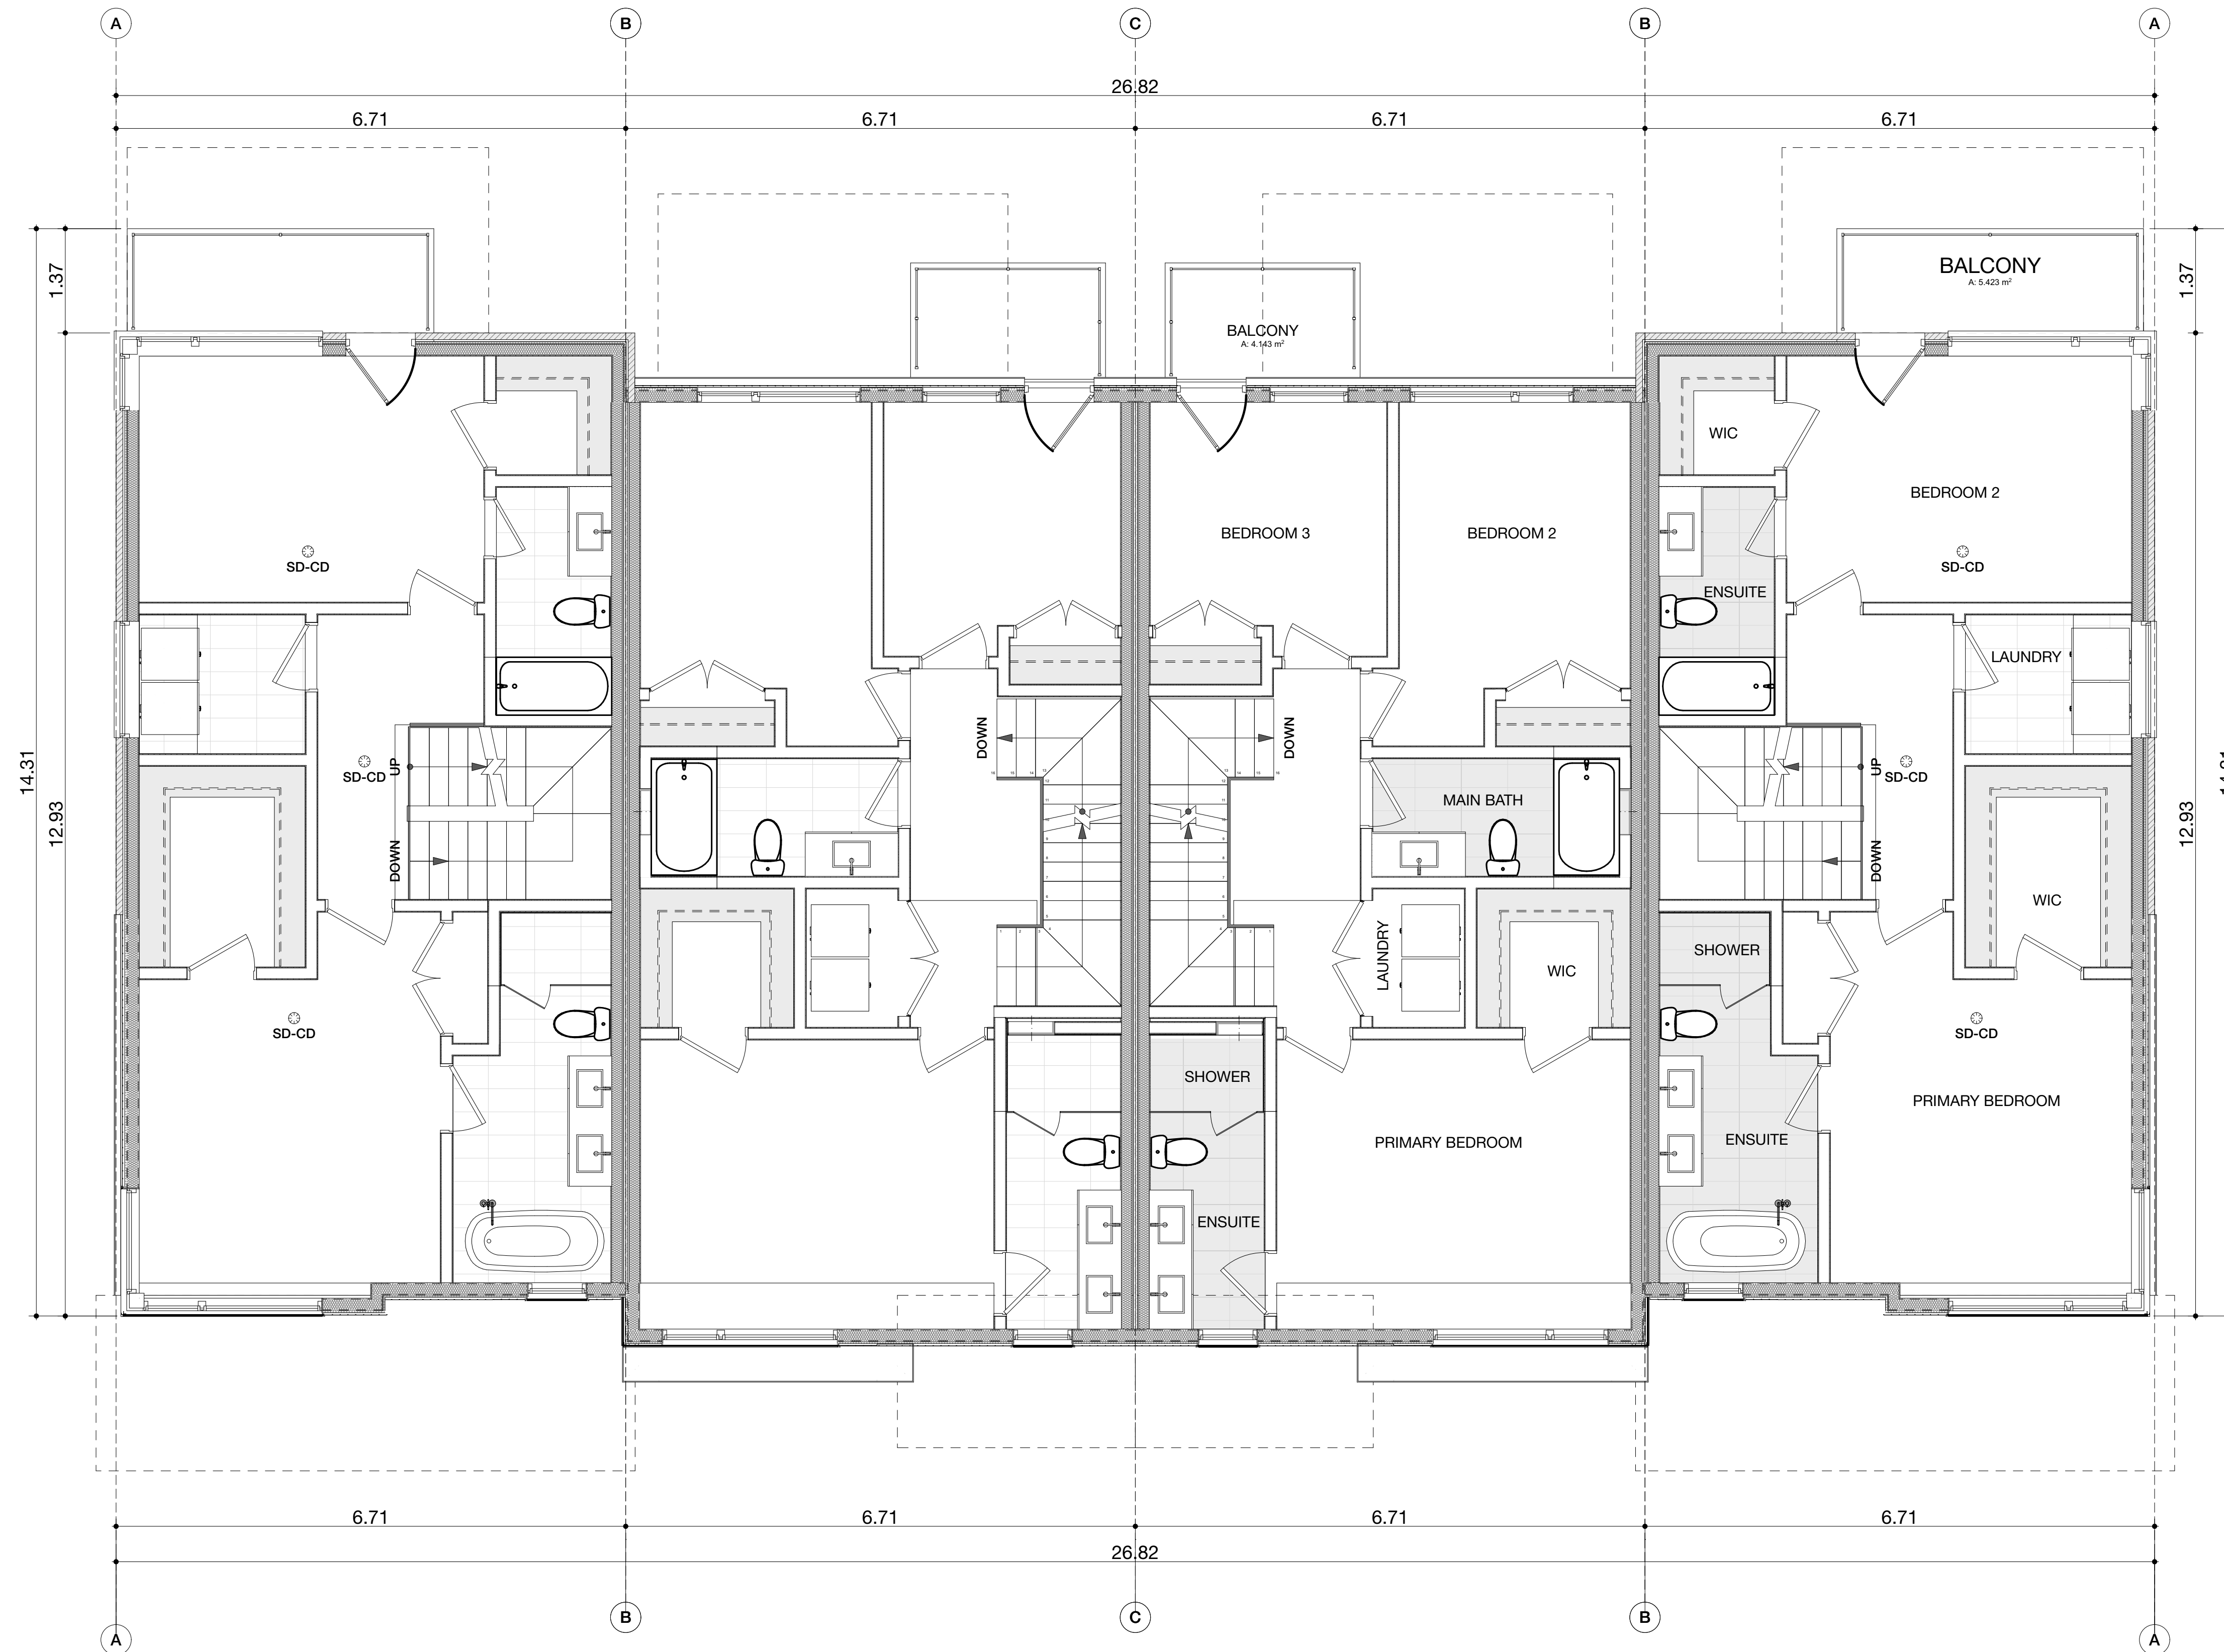 A B C B A
26.82
6.71 6.71 6.71 6.71
1.37 1.37
BALCONY
A: 5.423 m²
BALCONY
A: 4.143 m²
WIC
BEDROOM 2
BEDROOM 3 BEDROOM 2
SD-CD SD-CD
ENSUITE
LAUNDRY
DOWN DOWN
SD-CD UP UP SD-CD
14.31
12.93 12.93
MAIN BATH
DOWN DOWN
WIC
SHOWER
LAUNDRY
WIC
SD-CD SD-CD
SHOWER
PRIMARY BEDROOM
PRIMARY BEDROOM
ENSUITE
ENSUITE
6.71 6.71 6.71 6.71
26.82
B C B
A A